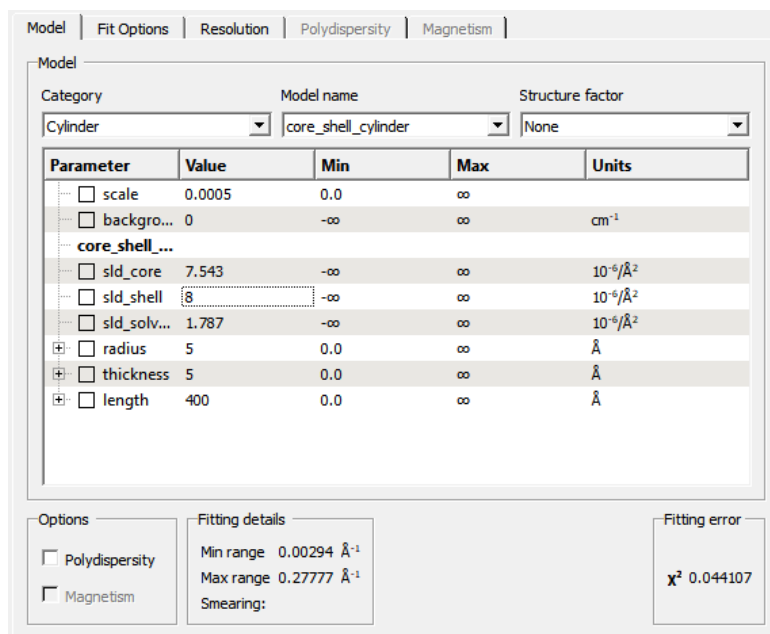 Model Fit Options Resolution Polydispersity Magnetism
Model
Category Model name Structure factor
Cylinder core_shell_cylinder None
Parameter Value Min Max Units
scale 0.0005 0.0 ∞
backgro... 0 -∞ ∞ cm⁻¹
core_shell_...
sld_core 7.543 -∞ ∞ 10⁻⁶/Å²
sld_shell 8 -∞ ∞ 10⁻⁶/Å²
sld_solv... 1.787 -∞ ∞ 10⁻⁶/Å²
radius 5 0.0 ∞ Å
thickness 5 0.0 ∞ Å
length 400 0.0 ∞ Å
Options Fitting details Fitting error
Polydispersity Min range 0.00294 Å⁻¹
Max range 0.27777 Å⁻¹ χ² 0.044107
Magnetism Smearing: